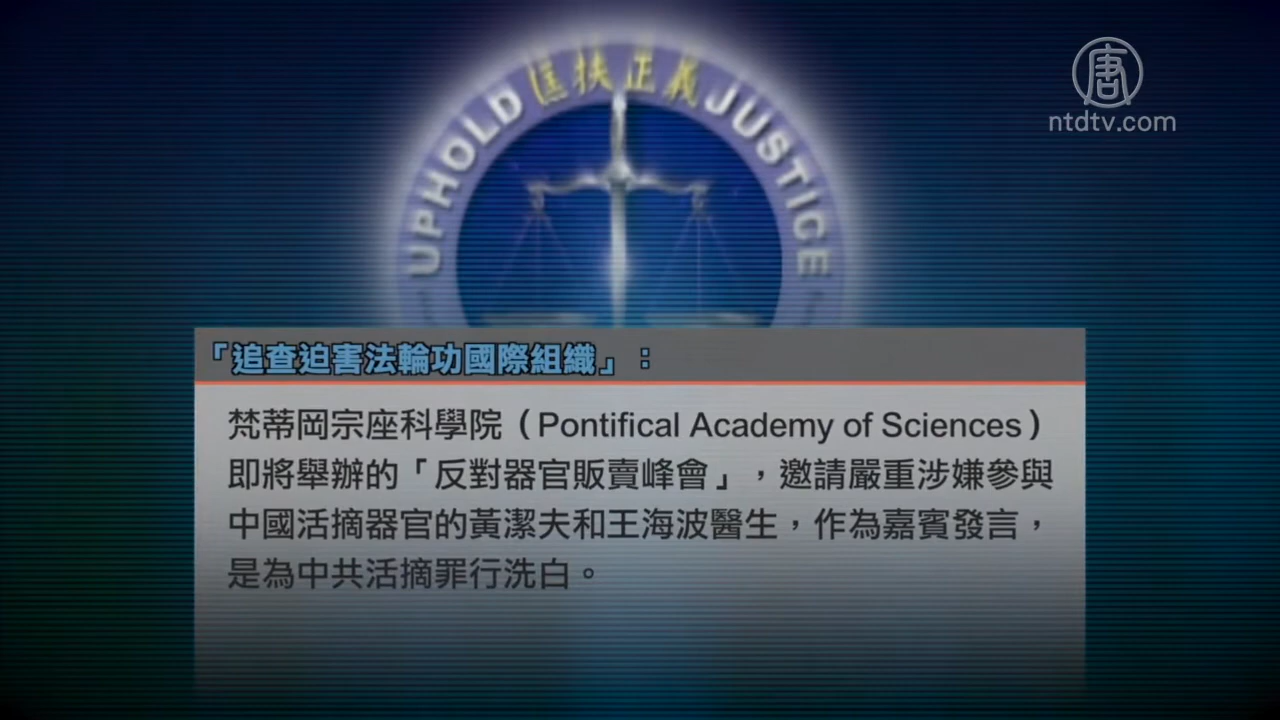 UPHOLD 匡扶正義 JUSTICE
唐
ntdtv.com
「追查迫害法輪功國際組織」：
梵蒂岡宗座科學院（Pontifical Academy of Sciences）
即將舉辦的「反對器官販賣峰會」，邀請嚴重涉嫌參與
中國活摘器官的黃潔夫和王海波醫生，作為嘉賓發言，
是為中共活摘罪行洗白。